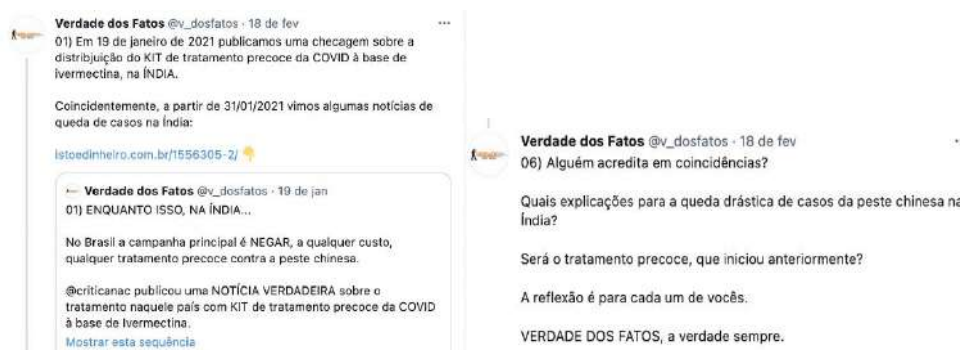 Verdade dos Fatos @v_dosfatos · 18 de fev
01) Em 19 de janeiro de 2021 publicamos uma checagem sobre a
distribuição do KIT de tratamento precoce da COVID à base de
ivermectina, na ÍNDIA.
Coincidentemente, a partir de 31/01/2021 vimos algumas notícias de
queda de casos na Índia:
istoedinheiro.com.br/1556305-2/ 👇
Verdade dos Fatos @v_dosfatos · 19 de jan
01) ENQUANTO ISSO, NA ÍNDIA...
No Brasil a campanha principal é NEGAR, a qualquer custo,
qualquer tratamento precoce contra a peste chinesa.
@criticanac publicou uma NOTÍCIA VERDADEIRA sobre o
tratamento naquele país com KIT de tratamento precoce da COVID
à base de Ivermectina.
Mostrar esta sequência
Verdade dos Fatos @v_dosfatos · 18 de fev
06) Alguém acredita em coincidências?
Quais explicações para a queda drástica de casos da peste chinesa na
Índia?
Será o tratamento precoce, que iniciou anteriormente?
A reflexão é para cada um de vocês.
VERDADE DOS FATOS, a verdade sempre.